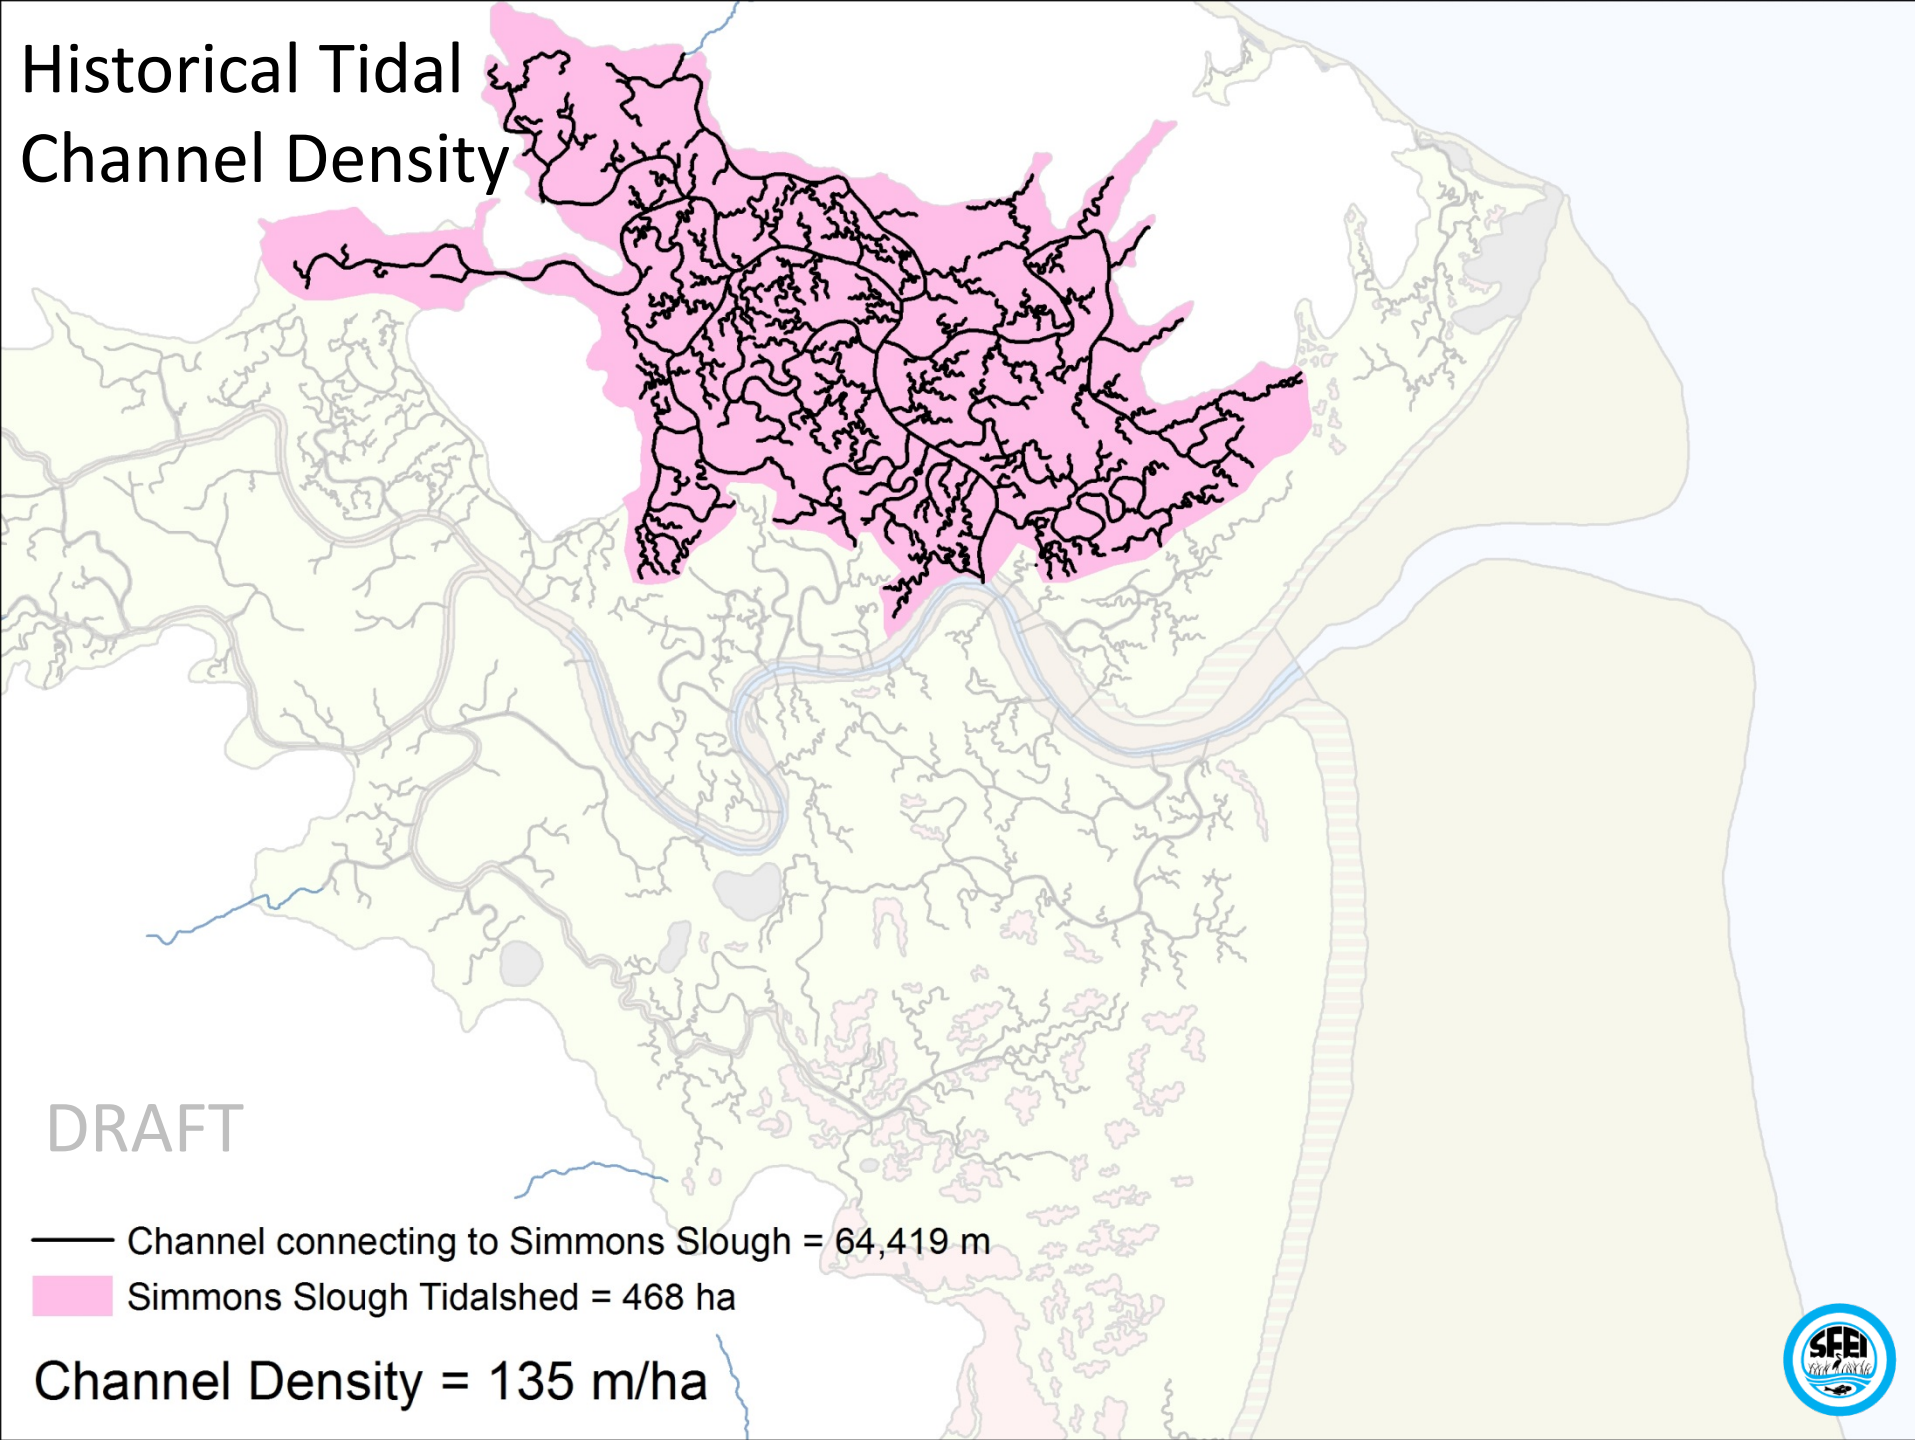 Historical Tidal
Channel Density
DRAFT
Channel connecting to Simmons Slough = 64,419 m
Simmons Slough Tidalshed = 468 ha
Channel Density = 135 m/ha
SFEI